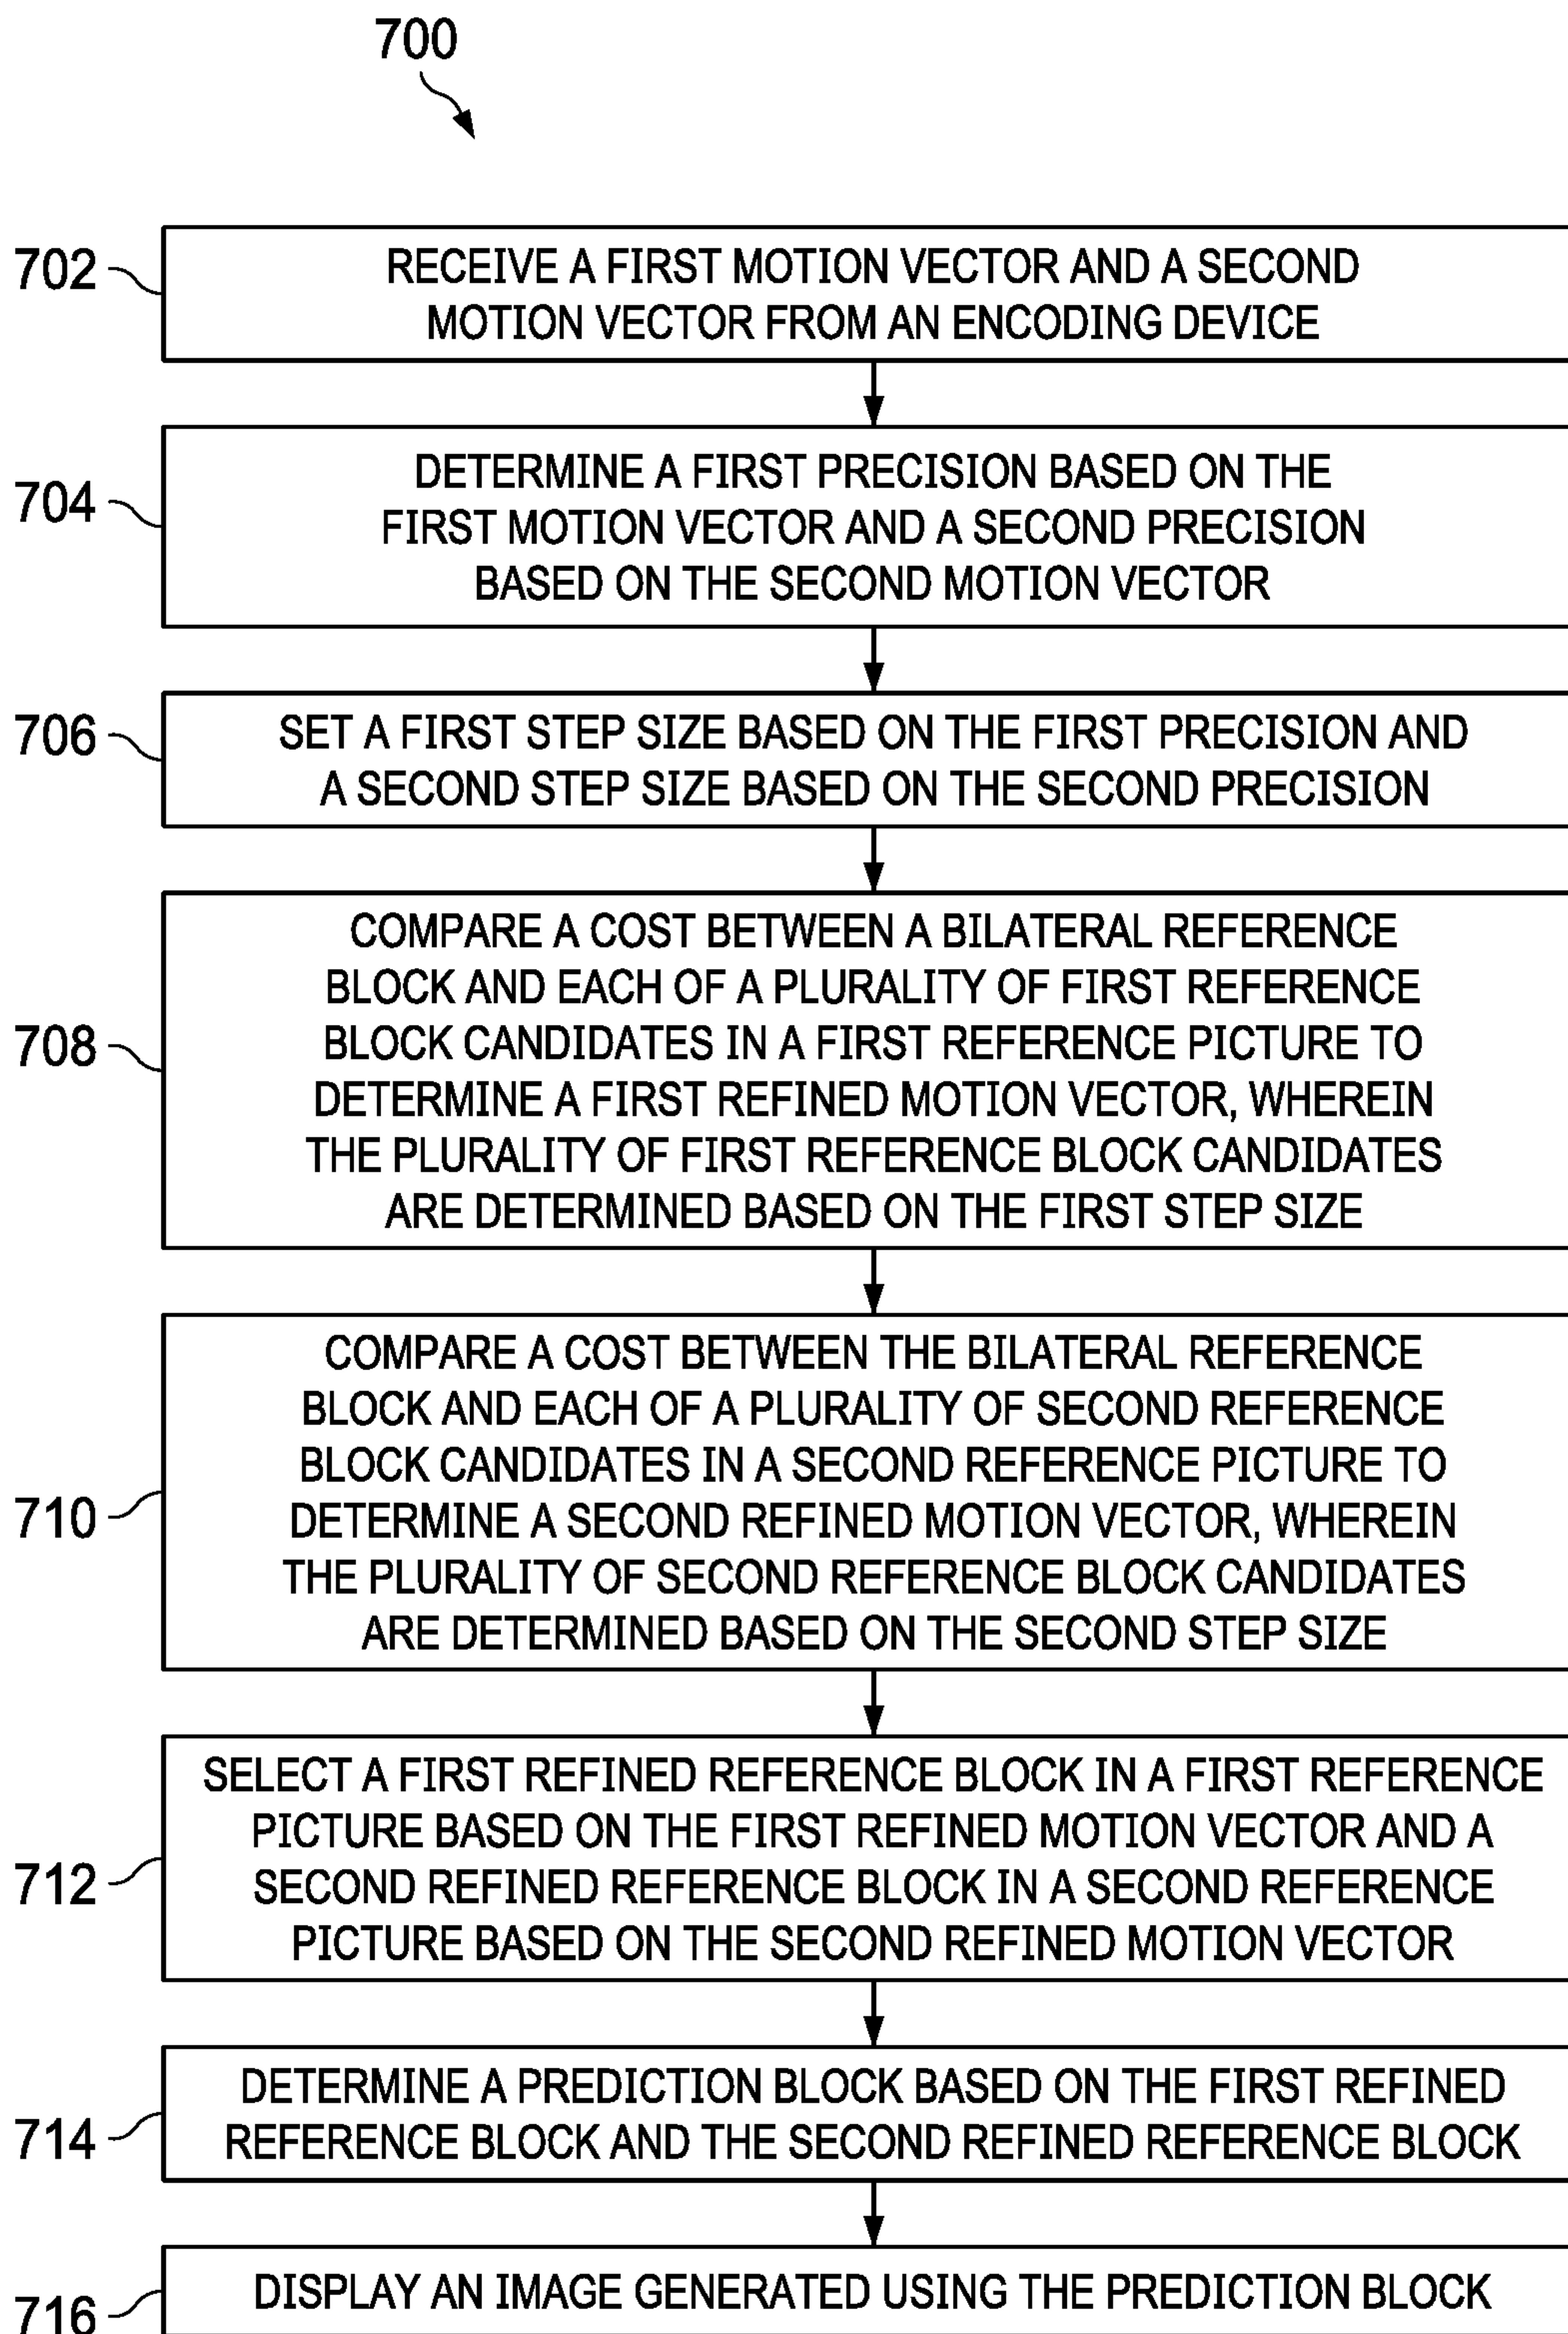 700
702
RECEIVE A FIRST MOTION VECTOR AND A SECOND
MOTION VECTOR FROM AN ENCODING DEVICE
704
DETERMINE A FIRST PRECISION BASED ON THE
FIRST MOTION VECTOR AND A SECOND PRECISION
BASED ON THE SECOND MOTION VECTOR
706
SET A FIRST STEP SIZE BASED ON THE FIRST PRECISION AND
A SECOND STEP SIZE BASED ON THE SECOND PRECISION
708
COMPARE A COST BETWEEN A BILATERAL REFERENCE
BLOCK AND EACH OF A PLURALITY OF FIRST REFERENCE
BLOCK CANDIDATES IN A FIRST REFERENCE PICTURE TO
DETERMINE A FIRST REFINED MOTION VECTOR, WHEREIN
THE PLURALITY OF FIRST REFERENCE BLOCK CANDIDATES
ARE DETERMINED BASED ON THE FIRST STEP SIZE
710
COMPARE A COST BETWEEN THE BILATERAL REFERENCE
BLOCK AND EACH OF A PLURALITY OF SECOND REFERENCE
BLOCK CANDIDATES IN A SECOND REFERENCE PICTURE TO
DETERMINE A SECOND REFINED MOTION VECTOR, WHEREIN
THE PLURALITY OF SECOND REFERENCE BLOCK CANDIDATES
ARE DETERMINED BASED ON THE SECOND STEP SIZE
712
SELECT A FIRST REFINED REFERENCE BLOCK IN A FIRST REFERENCE
PICTURE BASED ON THE FIRST REFINED MOTION VECTOR AND A
SECOND REFINED REFERENCE BLOCK IN A SECOND REFERENCE
PICTURE BASED ON THE SECOND REFINED MOTION VECTOR
714
DETERMINE A PREDICTION BLOCK BASED ON THE FIRST REFINED
REFERENCE BLOCK AND THE SECOND REFINED REFERENCE BLOCK
716
DISPLAY AN IMAGE GENERATED USING THE PREDICTION BLOCK